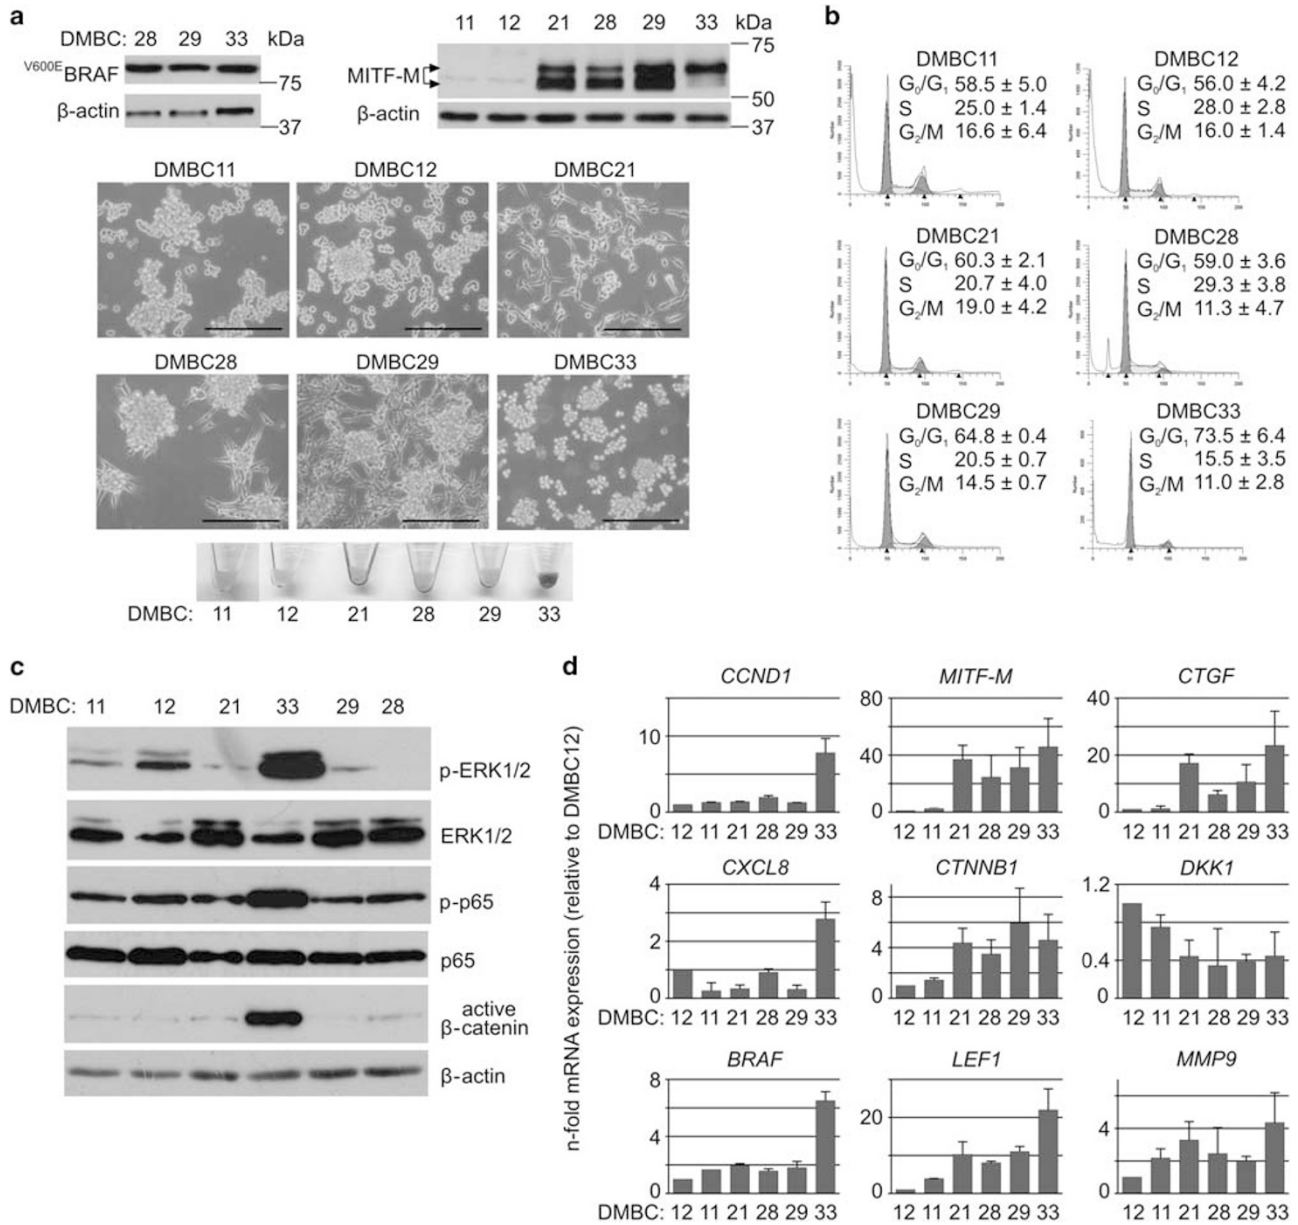 a
DMBC: 28 29 33 kDa
V600EBRAF
75
β-actin
37
11 12 21 28 29 33 kDa
75
MITF-M
50
β-actin
37
DMBC11 DMBC12 DMBC21
DMBC28 DMBC29 DMBC33
DMBC: 11 12 21 28 29 33
b
DMBC11
G0/G1 58.5 ± 5.0
S 25.0 ± 1.4
G2/M 16.6 ± 6.4
DMBC12
G0/G1 56.0 ± 4.2
S 28.0 ± 2.8
G2/M 16.0 ± 1.4
DMBC21
G0/G1 60.3 ± 2.1
S 20.7 ± 4.0
G2/M 19.0 ± 4.2
DMBC28
G0/G1 59.0 ± 3.6
S 29.3 ± 3.8
G2/M 11.3 ± 4.7
DMBC29
G0/G1 64.8 ± 0.4
S 20.5 ± 0.7
G2/M 14.5 ± 0.7
DMBC33
G0/G1 73.5 ± 6.4
S 15.5 ± 3.5
G2/M 11.0 ± 2.8
c
DMBC: 11 12 21 33 29 28
p-ERK1/2
ERK1/2
p-p65
p65
active
β-catenin
β-actin
d
n-fold mRNA expression (relative to DMBC12)
CCND1
10
0
DMBC: 12 11 21 28 29 33
MITF-M
80
40
0
12 11 21 28 29 33
CTGF
40
20
0
12 11 21 28 29 33
CXCL8
4
2
0
DMBC: 12 11 21 28 29 33
CTNNB1
8
4
0
12 11 21 28 29 33
DKK1
1.2
0.4
0
12 11 21 28 29 33
BRAF
8
4
0
DMBC: 12 11 21 28 29 33
LEF1
20
0
12 11 21 28 29 33
MMP9
4
0
12 11 21 28 29 33